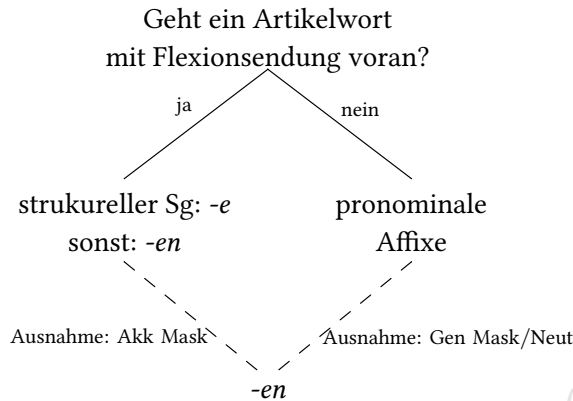 Geht ein Artikelwort
mit Flexionsendung voran?
ja
nein
strukureller Sg: -e
sonst: -en
pronominale
Affixe
Ausnahme: Akk Mask
Ausnahme: Gen Mask/Neut
-en